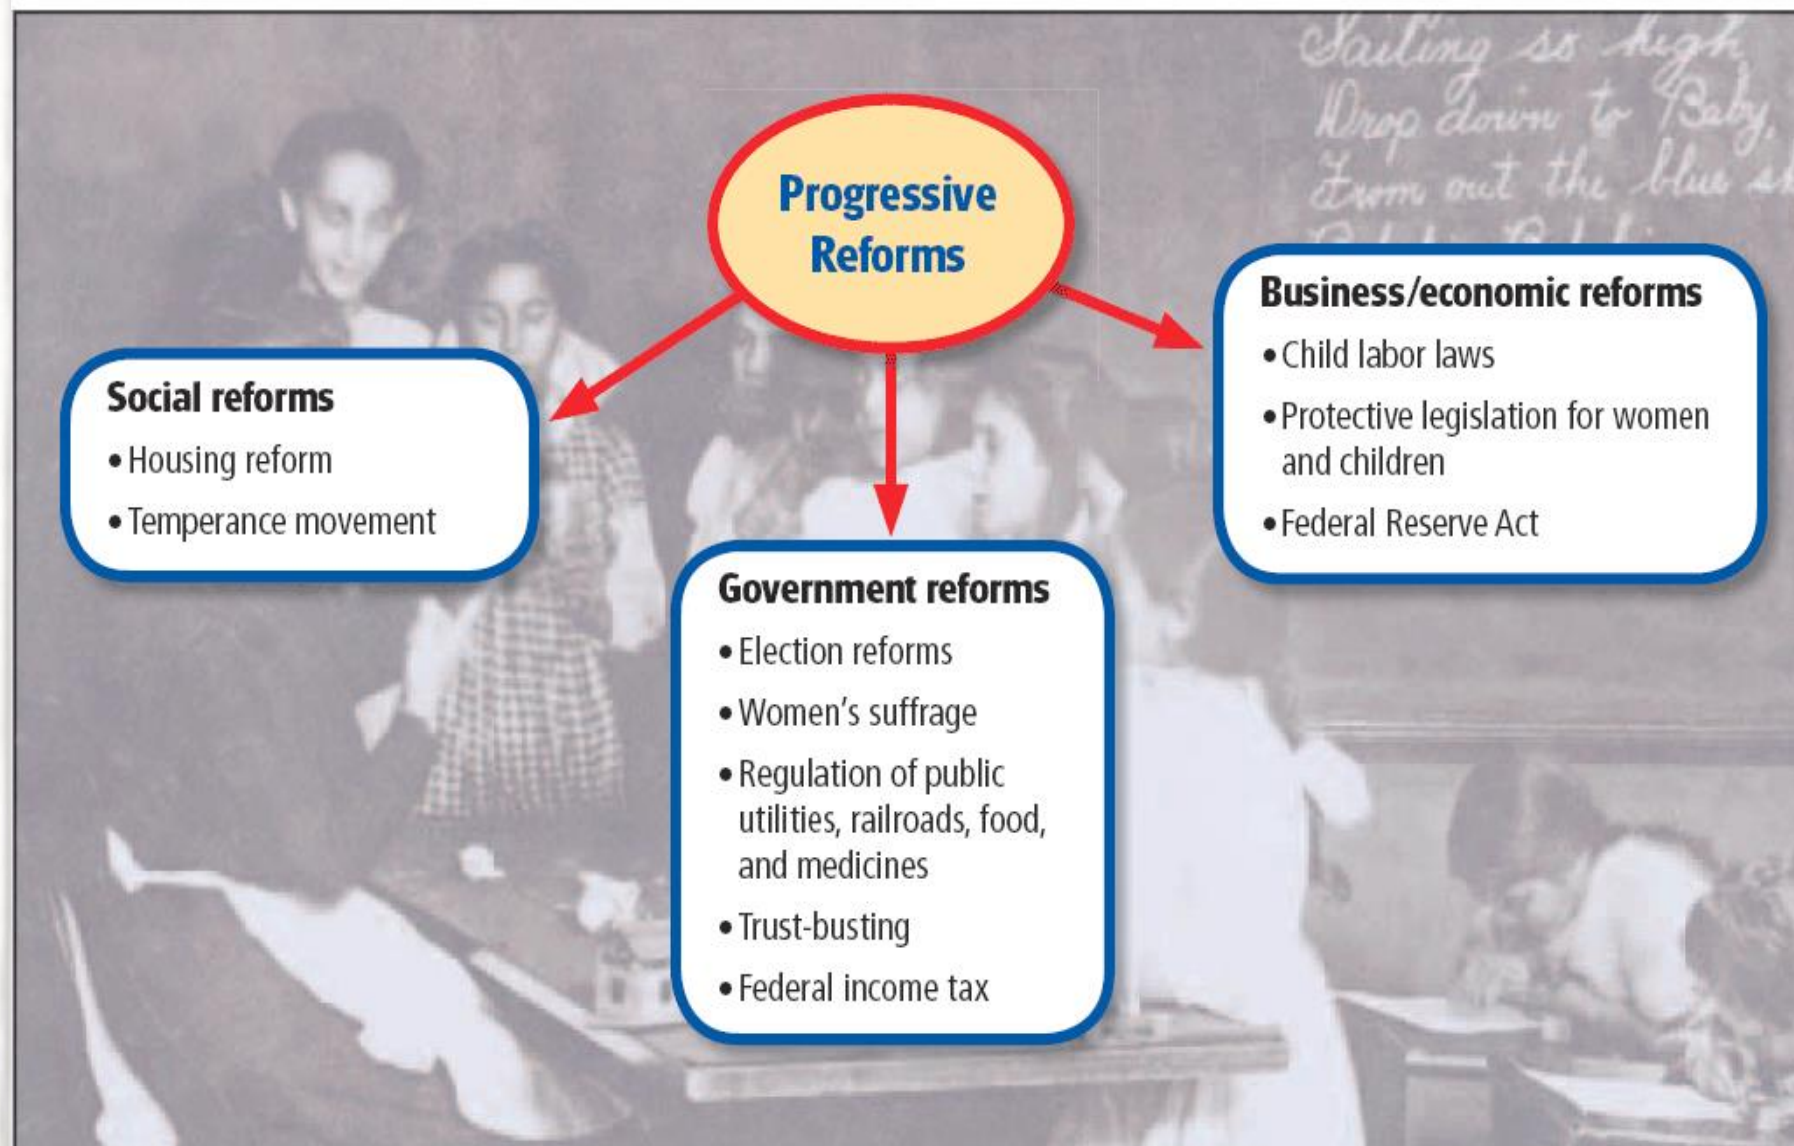 Sailing so high,
Drop down to Baby,
From out the blue
Progressive
Reforms
Social reforms
• Housing reform
• Temperance movement
Government reforms
• Election reforms
• Women’s suffrage
• Regulation of public
utilities, railroads, food,
and medicines
• Trust-busting
• Federal income tax
Business/economic reforms
• Child labor laws
• Protective legislation for women
and children
• Federal Reserve Act